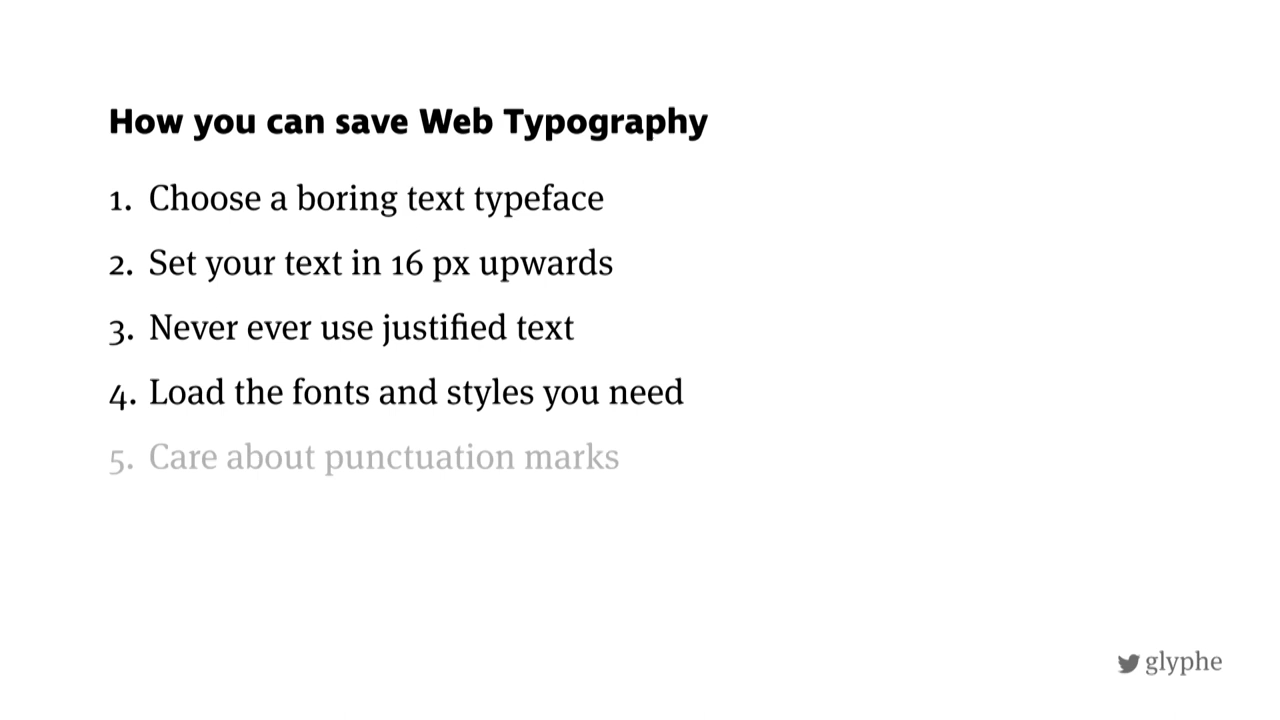 How you can save Web Typography
1. Choose a boring text typeface
2. Set your text in 16 px upwards
3. Never ever use justified text
4. Load the fonts and styles you need
5. Care about punctuation marks
glyphe